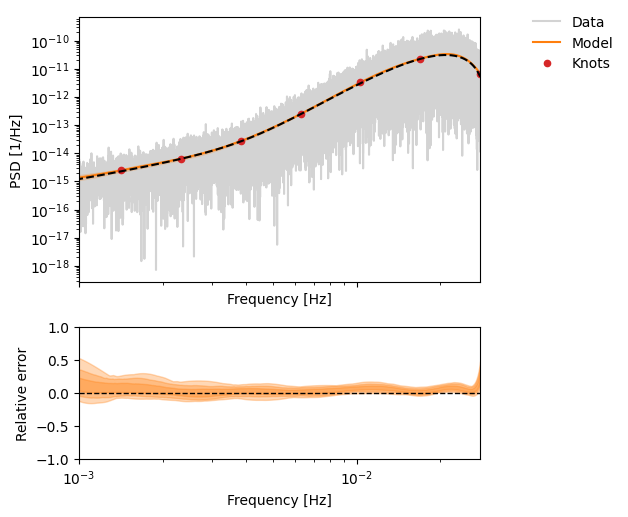 Data
Model
Knots
PSD [1/Hz]
10⁻¹⁰
10⁻¹¹
10⁻¹²
10⁻¹³
10⁻¹⁴
10⁻¹⁵
10⁻¹⁶
10⁻¹⁷
10⁻¹⁸
Frequency [Hz]
Relative error
1.0
0.5
0.0
−0.5
−1.0
10⁻³
10⁻²
Frequency [Hz]